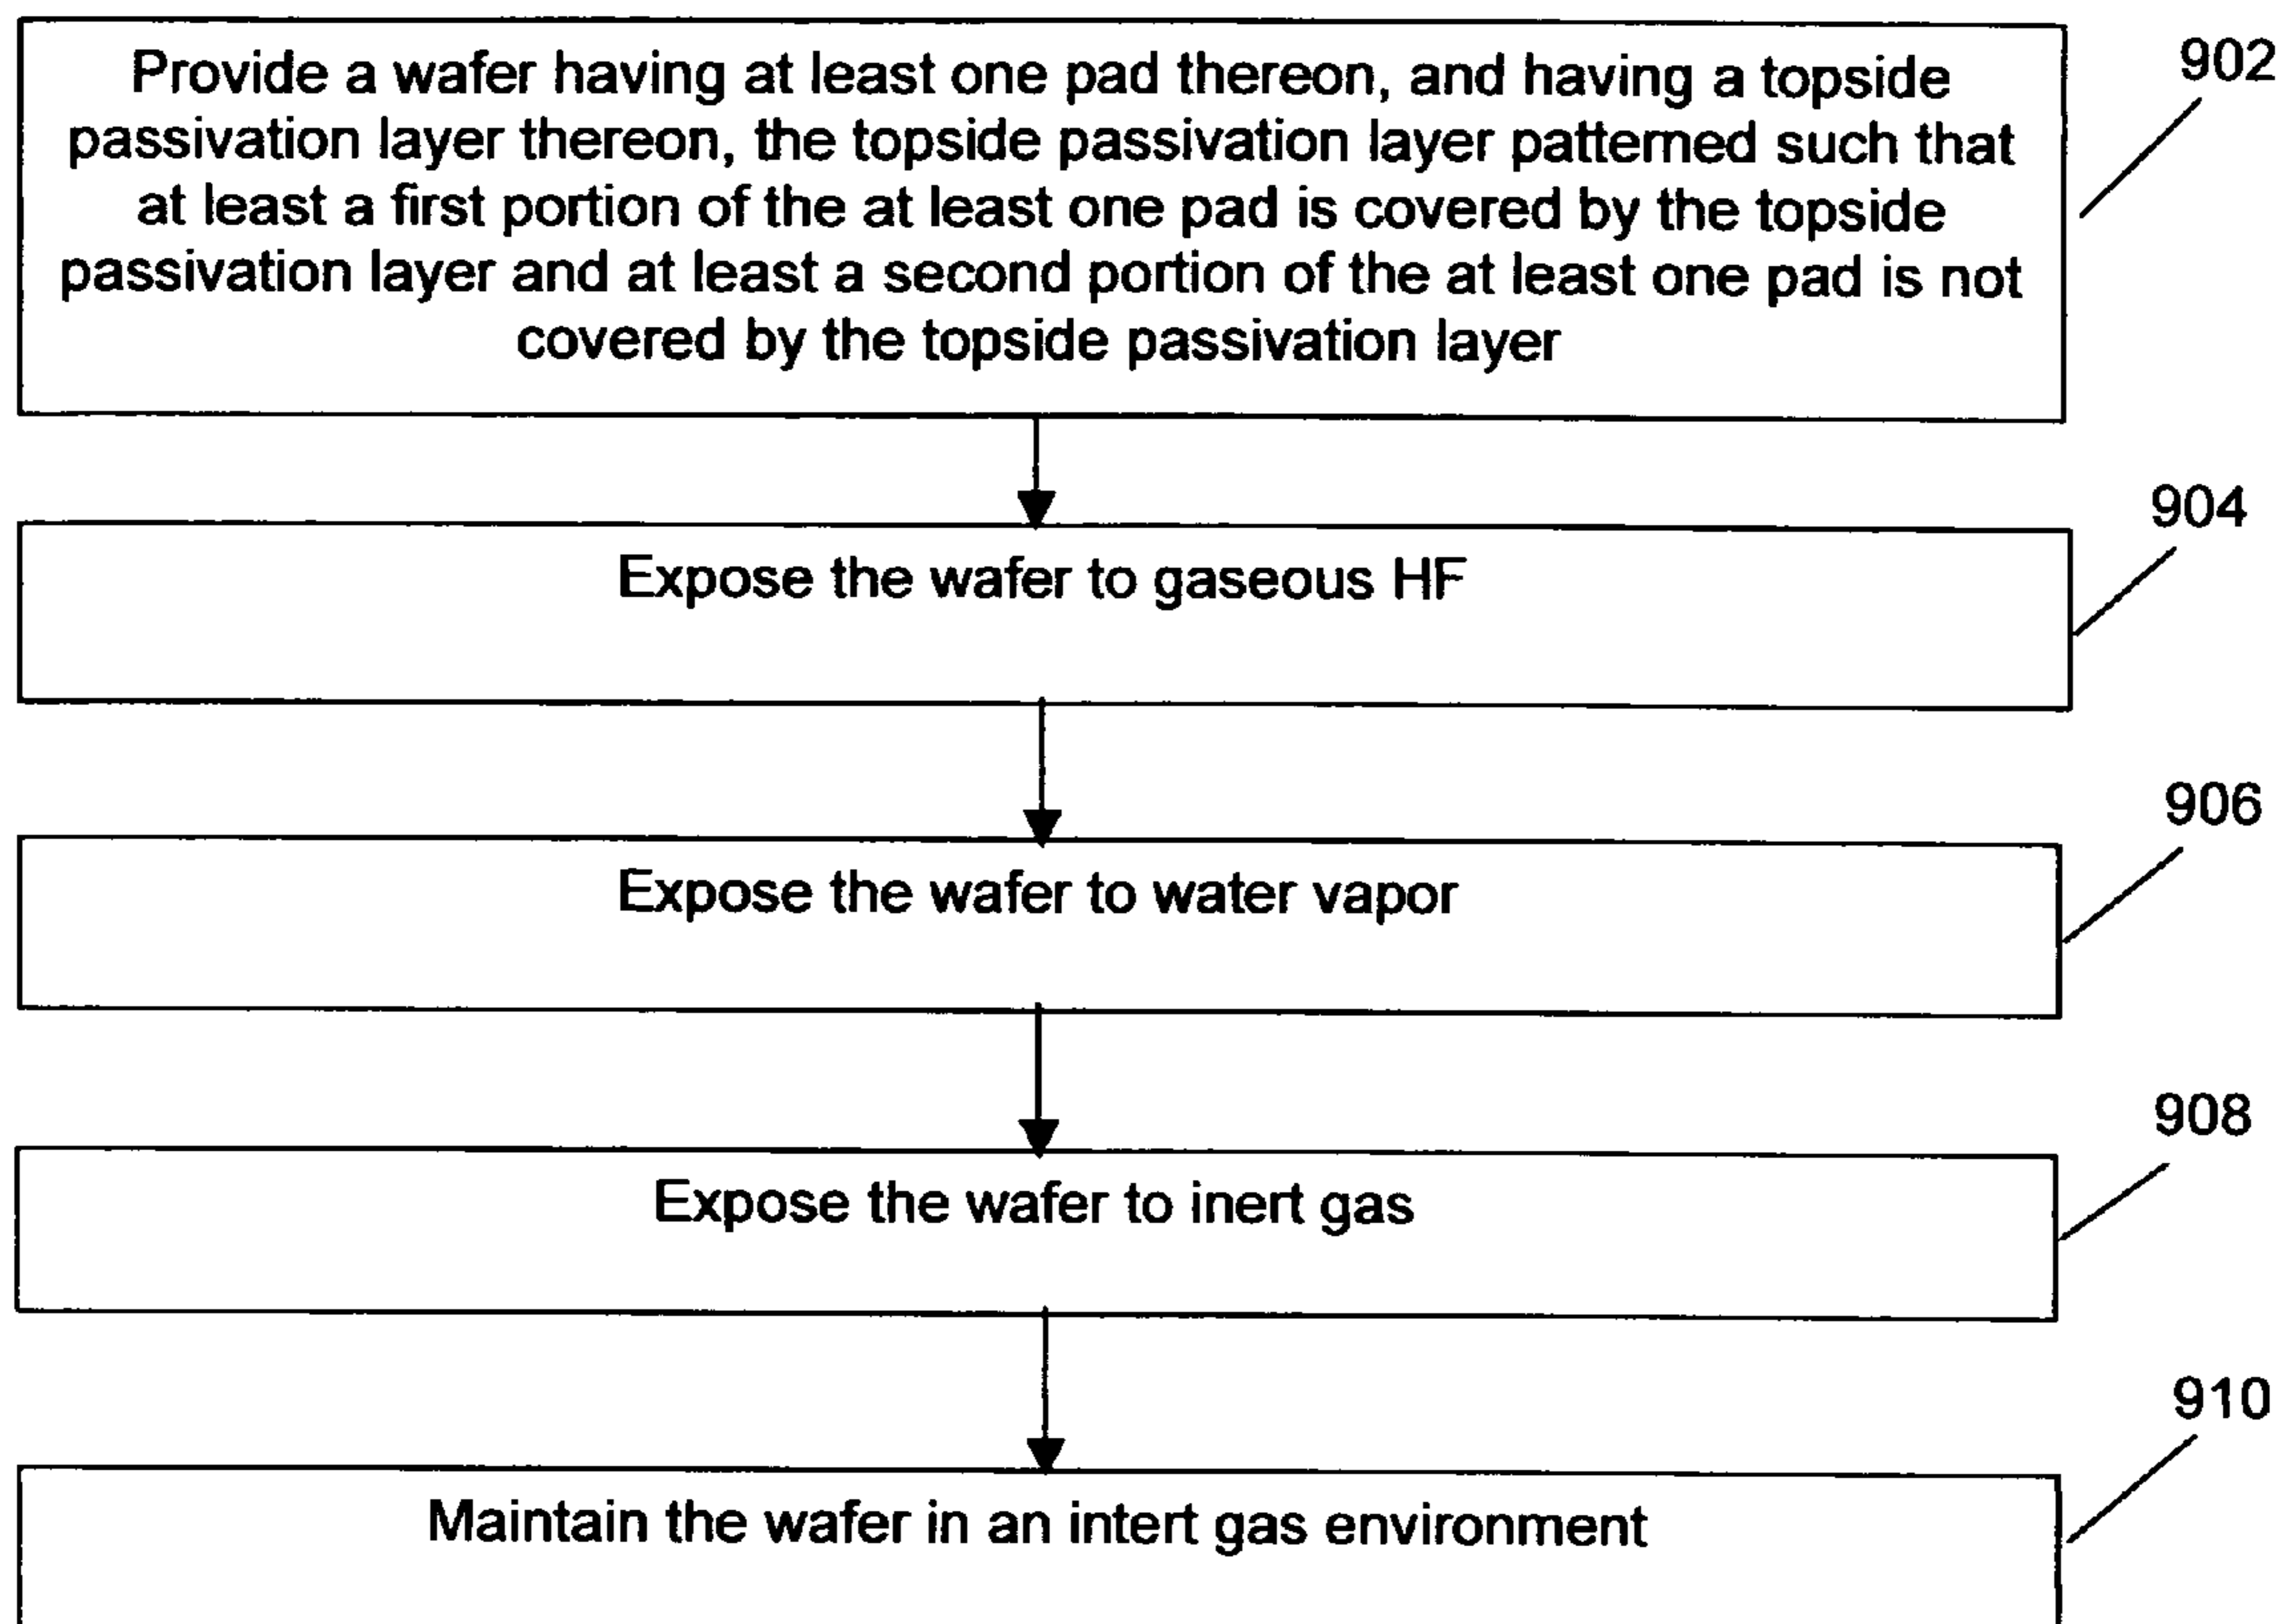 Provide a wafer having at least one pad thereon, and having a topside
passivation layer thereon, the topside passivation layer patterned such that
at least a first portion of the at least one pad is covered by the topside
passivation layer and at least a second portion of the at least one pad is not
covered by the topside passivation layer
902
Expose the wafer to gaseous HF
904
Expose the wafer to water vapor
906
Expose the wafer to inert gas
908
Maintain the wafer in an intert gas environment
910